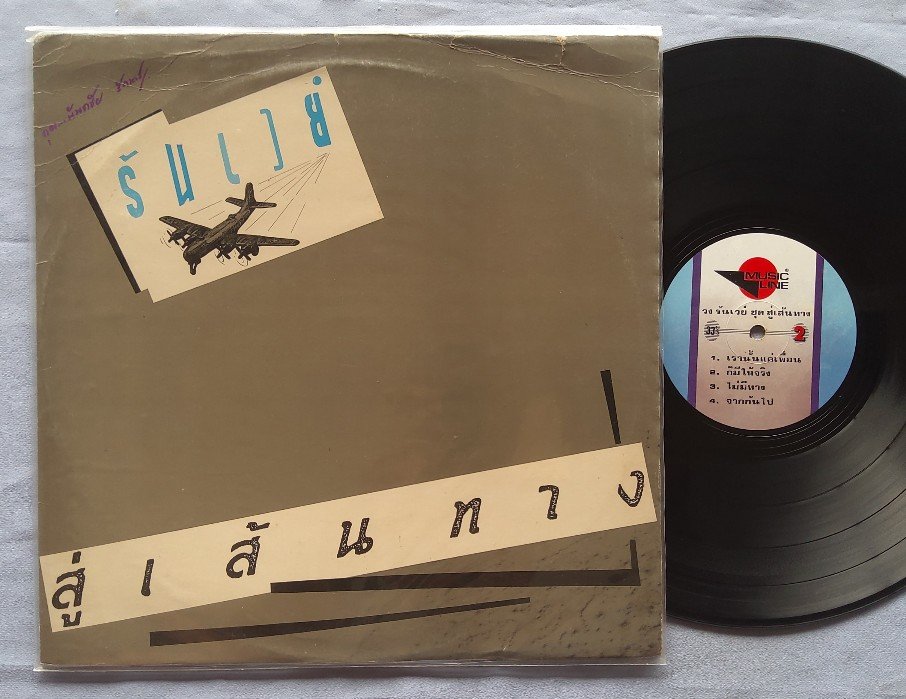 รันเวย์
สู่เส้นทาง
MUSIC
LINE
วง รันเวย์ ชุด สู่เส้นทาง
33⅓
2
1. เรานั้นแค่เพื่อน
2. ก็มีให้จริง
3. ไม่มีทาง
4. จากกันไป